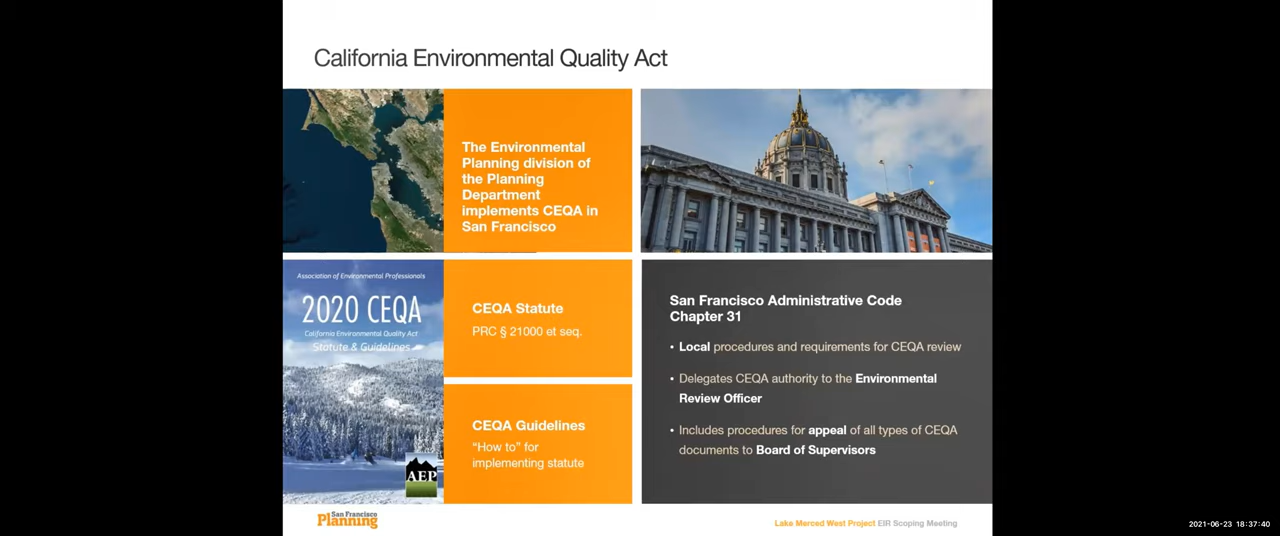 California Environmental Quality Act
The Environmental
Planning division of
the Planning
Department
implements CEQA in
San Francisco
Association of Environmental Professionals
2020 CEQA
California Environmental Quality Act
Statute & Guidelines
AEP
CEQA Statute
PRC § 21000 et seq.
CEQA Guidelines
“How to” for
implementing statute
San Francisco Administrative Code
Chapter 31
• Local procedures and requirements for CEQA review
• Delegates CEQA authority to the Environmental
Review Officer
• Includes procedures for appeal of all types of CEQA
documents to Board of Supervisors
San Francisco
Planning
Lake Merced West Project EIR Scoping Meeting
2021-06-23 18:37:40